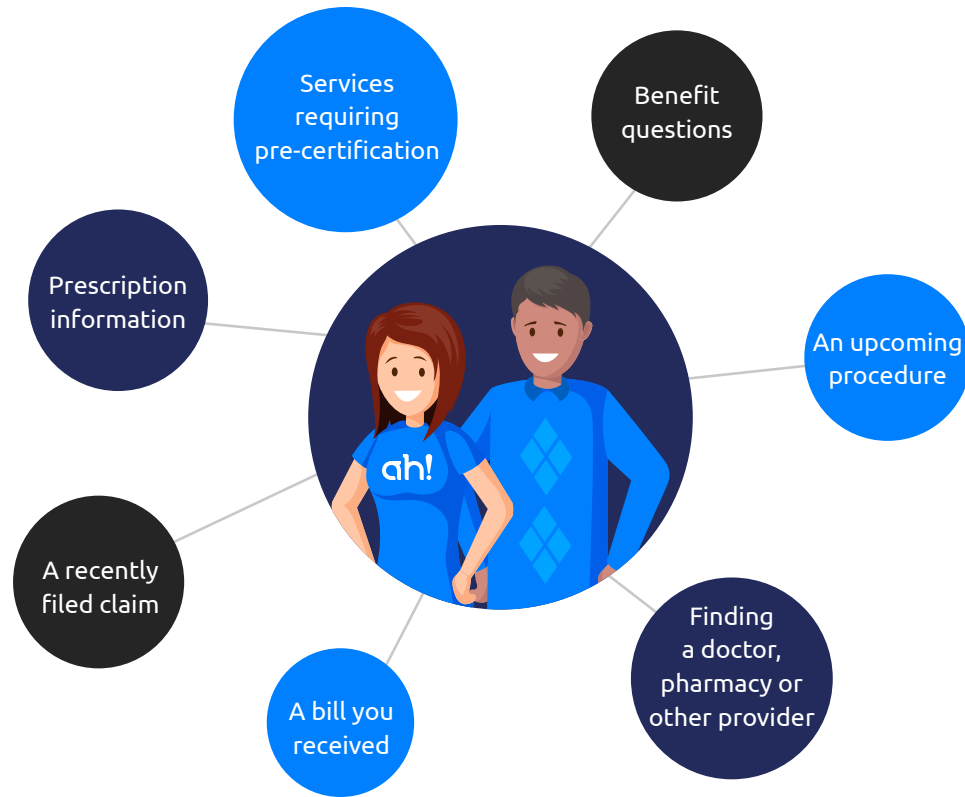 Services
requiring
pre-certification
Benefit
questions
Prescription
information
An upcoming
procedure
ah!
A recently
filed claim
Finding
a doctor,
pharmacy or
other provider
A bill you
received